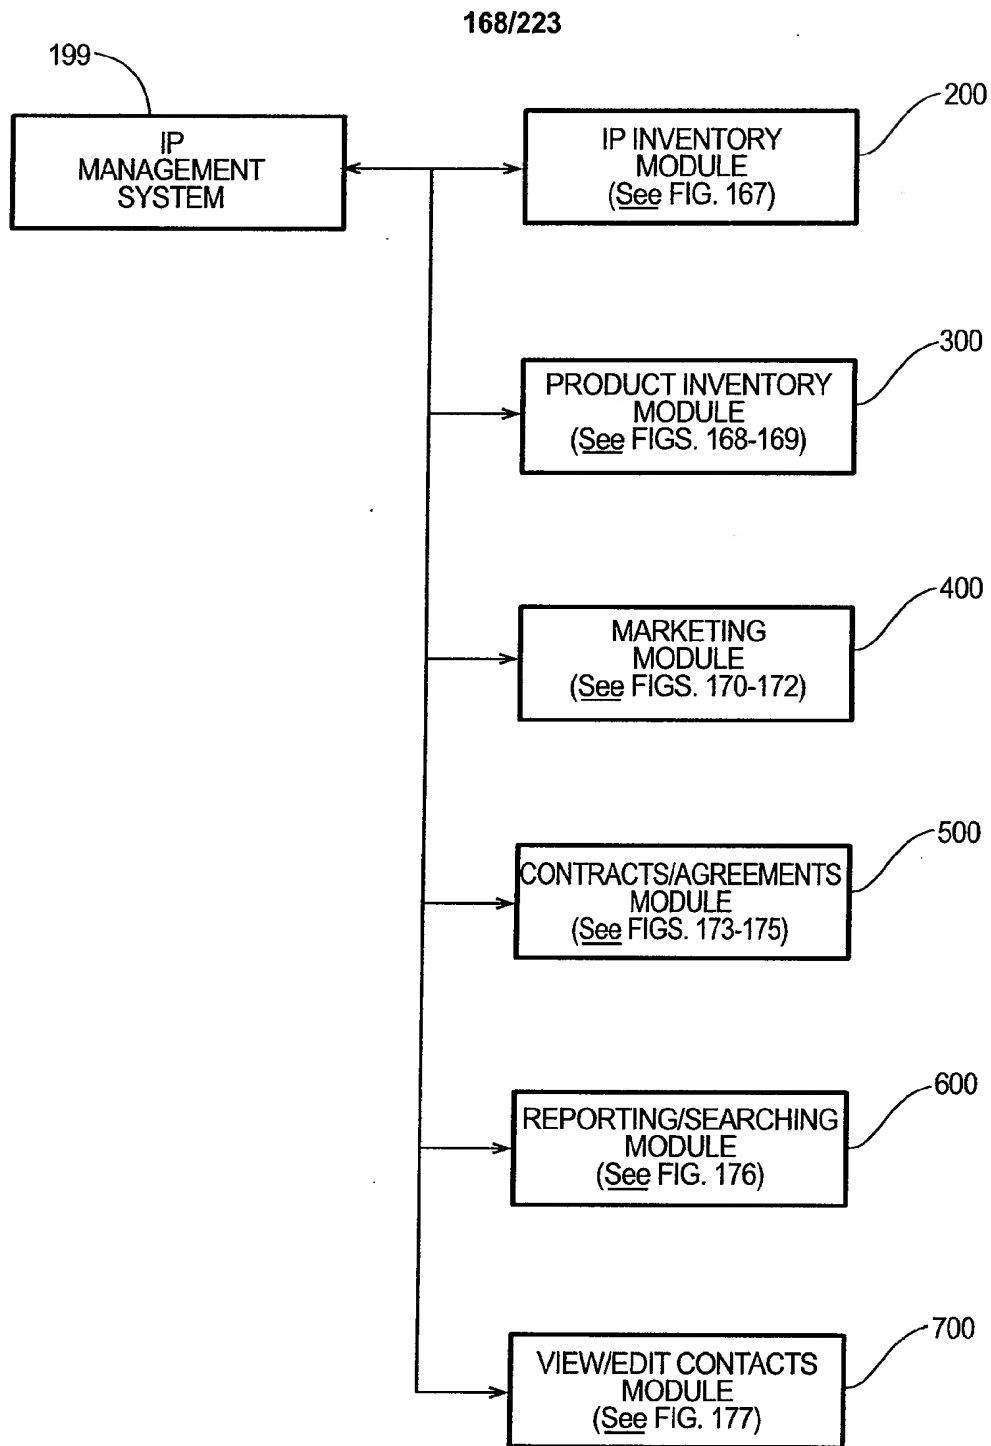 168/223
199
IP
MANAGEMENT
SYSTEM
200
IP INVENTORY
MODULE
(See FIG. 167)
300
PRODUCT INVENTORY
MODULE
(See FIGS. 168-169)
400
MARKETING
MODULE
(See FIGS. 170-172)
500
CONTRACTS/AGREEMENTS
MODULE
(See FIGS. 173-175)
600
REPORTING/SEARCHING
MODULE
(See FIG. 176)
700
VIEW/EDIT CONTACTS
MODULE
(See FIG. 177)